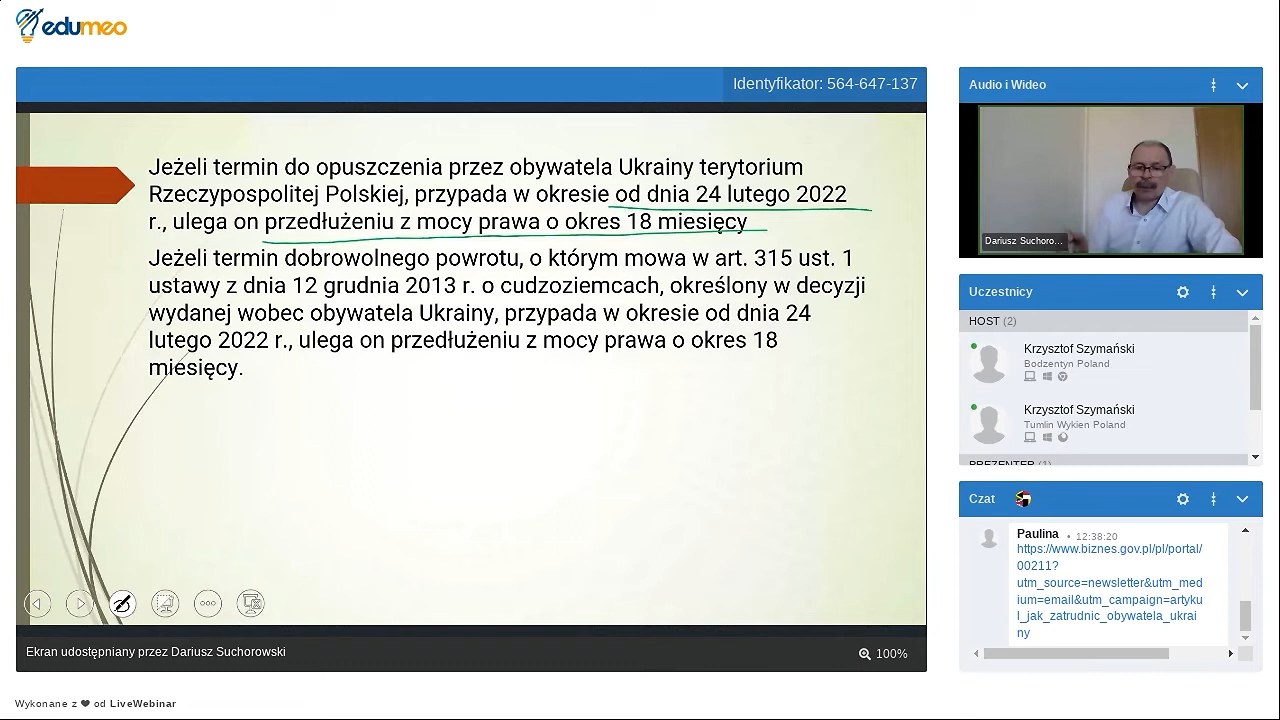 edumeo
Identyfikator: 564-647-137
Jeżeli termin do opuszczenia przez obywatela Ukrainy terytorium
Rzeczypospolitej Polskiej, przypada w okresie od dnia 24 lutego 2022
r., ulega on przedłużeniu z mocy prawa o okres 18 miesięcy
Jeżeli termin dobrowolnego powrotu, o którym mowa w art. 315 ust. 1
ustawy z dnia 12 grudnia 2013 r. o cudzoziemcach, określony w decyzji
wydanej wobec obywatela Ukrainy, przypada w okresie od dnia 24
lutego 2022 r., ulega on przedłużeniu z mocy prawa o okres 18
miesięcy.
Ekran udostępniany przez Dariusz Suchorowski
100%
Audio i Wideo
Dariusz Suchoro...
Uczestnicy
HOST (2)
Krzysztof Szymański
Bodzentyn Poland
Krzysztof Szymański
Tumlin Wykien Poland
PREZENTER (1)
Czat
Paulina • 12:38:20
https://www.biznes.gov.pl/pl/portal/
00211?
utm_source=newsletter&utm_med
ium=email&utm_campaign=artyku
l_jak_zatrudnic_obywatela_ukrai
ny
Wykonane z ❤ od LiveWebinar